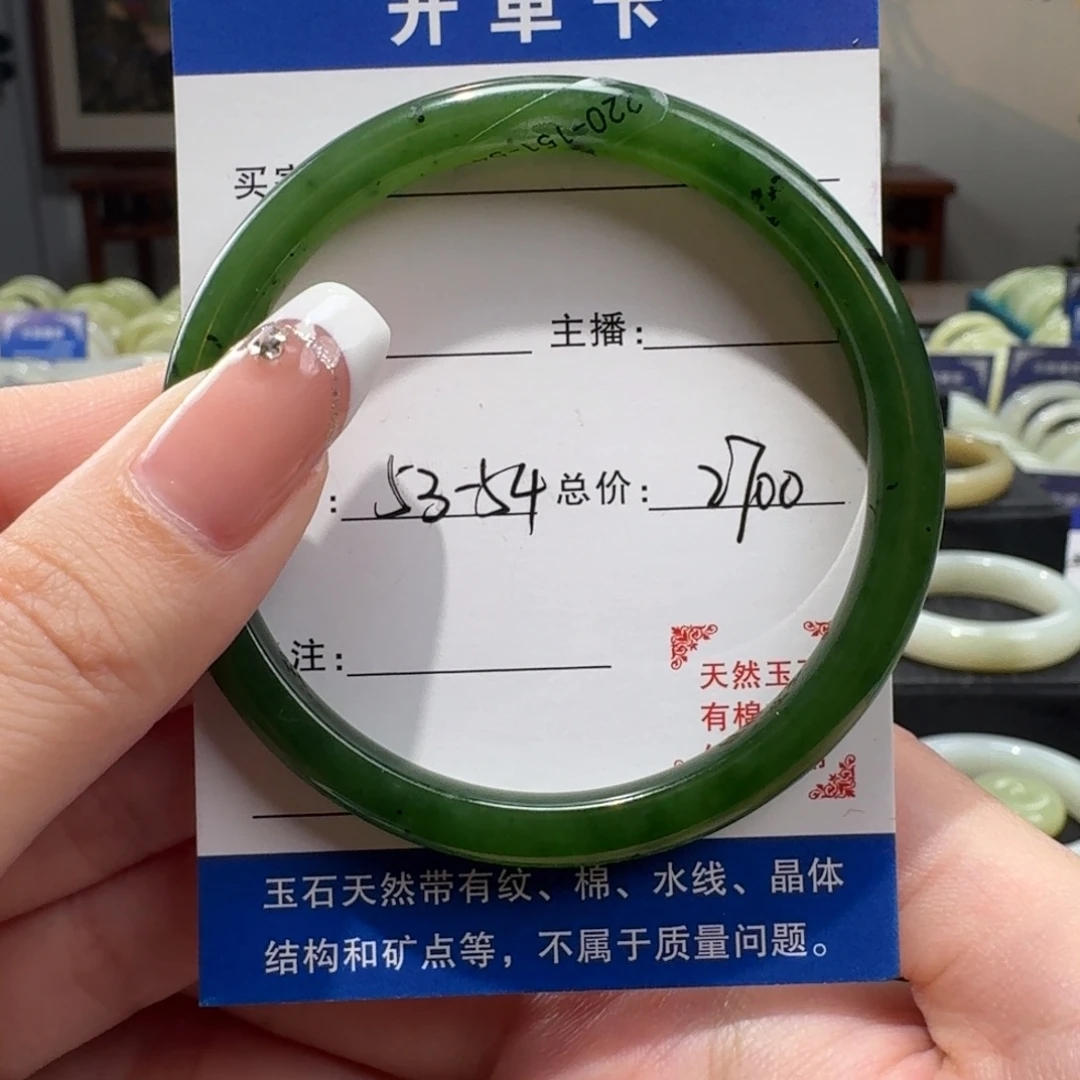 开单卡
买
主播:
: 53-54 总价: 2700
注:
天然玉
有棉
玉石天然带有纹、棉、水线、晶体
结构和矿点等，不属于质量问题。